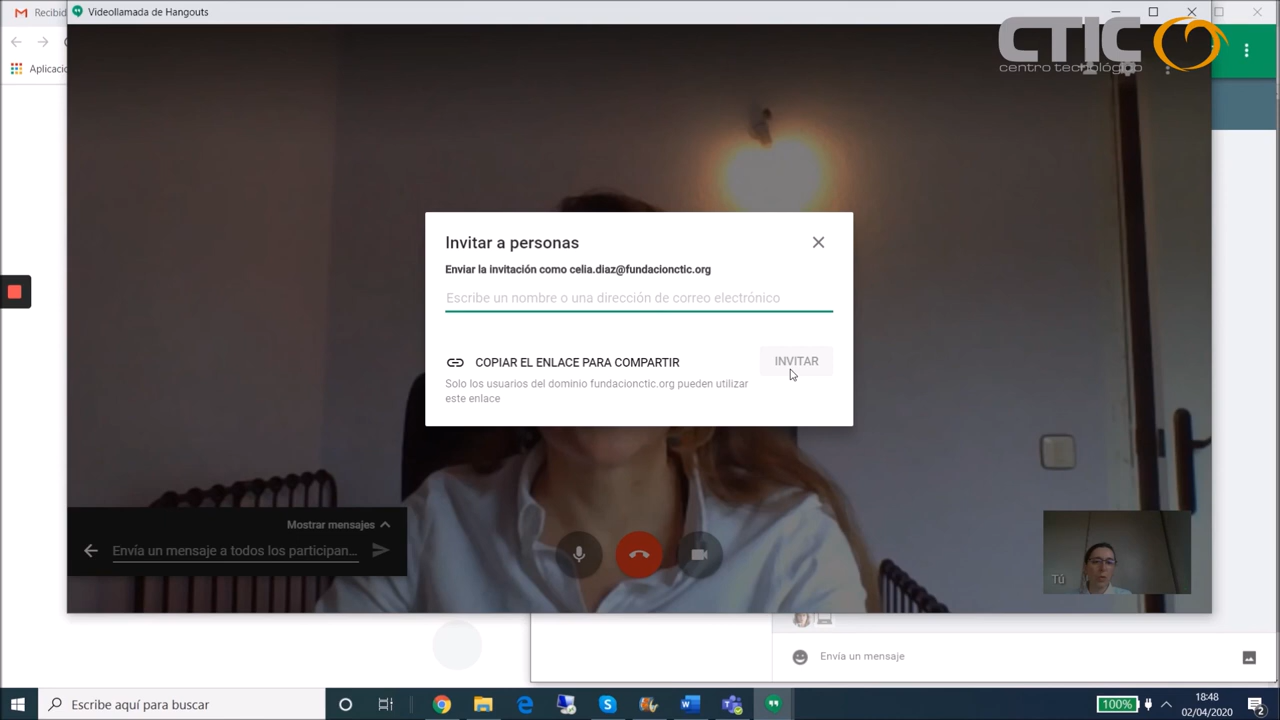 Recibid
Videollamada de Hangouts
CTIC
centro tecnológico
Aplicacio
Invitar a personas
Enviar la invitación como celia.diaz@fundacionctic.org
Escribe un nombre o una dirección de correo electrónico
COPIAR EL ENLACE PARA COMPARTIR
INVITAR
Solo los usuarios del dominio fundacionctic.org pueden utilizar
este enlace
Mostrar mensajes
Envía un mensaje a todos los participan...
Tú
Envía un mensaje
Escribe aquí para buscar
100%
18:48
02/04/2020
2